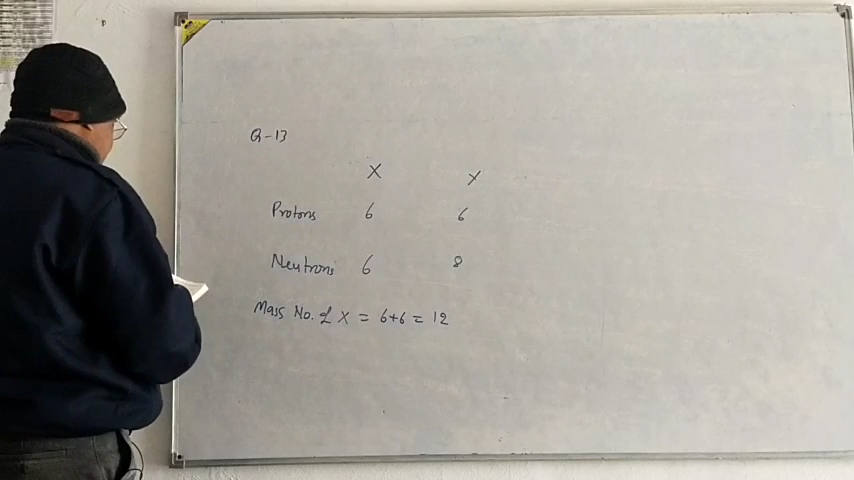 Q-13
X Y
Protons 6 6
Neutrons 6 8
Mass No. of X = 6+6 = 12